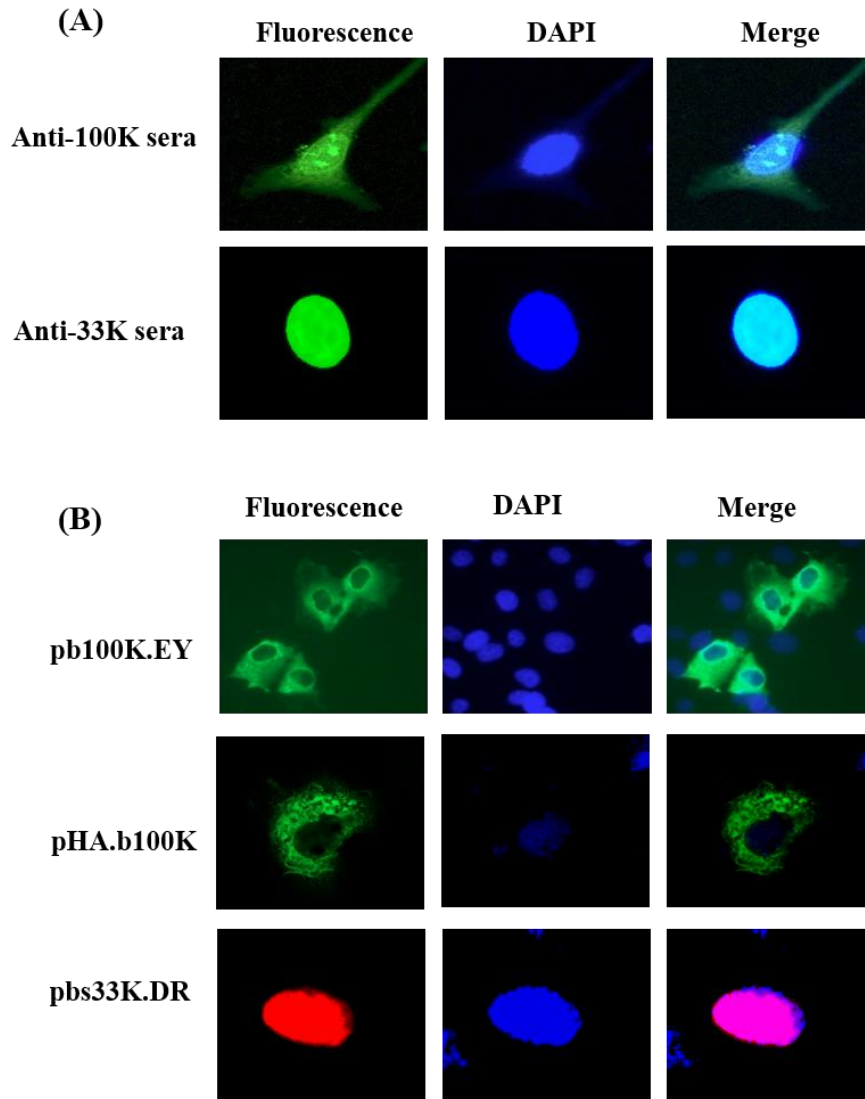 (A)
Fluorescence DAPI Merge
Anti-100K sera
Anti-33K sera
(B)
Fluorescence DAPI Merge
pb100K.EY
pHA.b100K
pbs33K.DR